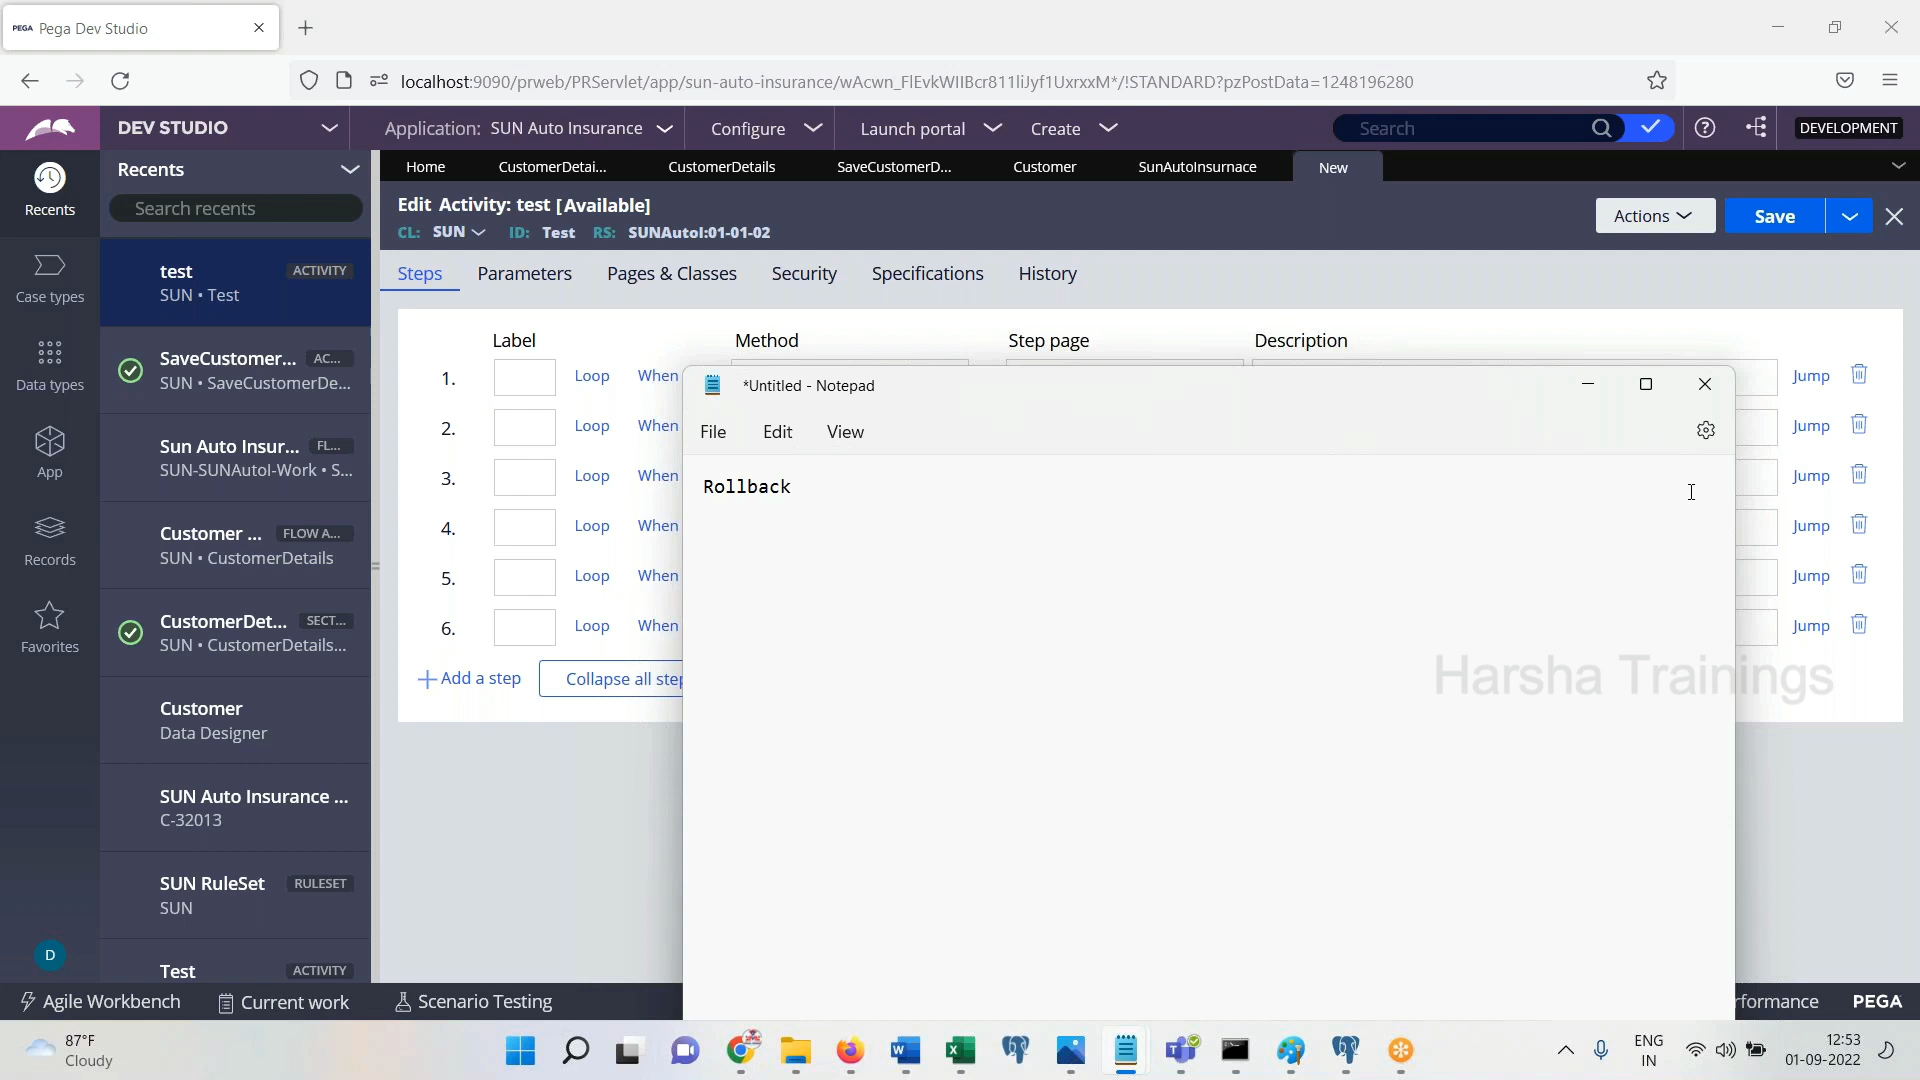 PEGA Pega Dev Studio
localhost:9090/prweb/PRServlet/app/sun-auto-insurance/wAcwn_FlEvkWIIBcr811liJyf1UxrxxM*/!STANDARD?pzPostData=1248196280
DEV STUDIO
Application: SUN Auto Insurance
Configure
Launch portal
Create
Search
DEVELOPMENT
Recents
Recents
Search recents
Home
CustomerDetai...
CustomerDetails
SaveCustomerD...
Customer
SunAutoInsurnace
New
Edit Activity: test [Available]
CL: SUN ID: Test RS: SUNAutoI:01-01-02
Actions
Save
Steps
Parameters
Pages & Classes
Security
Specifications
History
Case types
Data types
App
Records
Favorites
D
test ACTIVITY
SUN • Test
SaveCustomer... AC...
SUN • SaveCustomerDe...
Sun Auto Insur... FL...
SUN-SUNAutoI-Work • S...
Customer ... FLOW A...
SUN • CustomerDetails
CustomerDet... SECT...
SUN • CustomerDetails...
Customer
Data Designer
SUN Auto Insurance ...
C-32013
SUN RuleSet RULESET
SUN
Test ACTIVITY
Label Method Step page Description
1. Loop When Jump
2. Loop When Jump
3. Loop When Jump
4. Loop When Jump
5. Loop When Jump
6. Loop When Jump
Add a step
Collapse all step
*Untitled - Notepad
File Edit View
Rollback
Harsha Trainings
Agile Workbench
Current work
Scenario Testing
rformance
PEGA
87°F
Cloudy
ENG
IN
12:53
01-09-2022